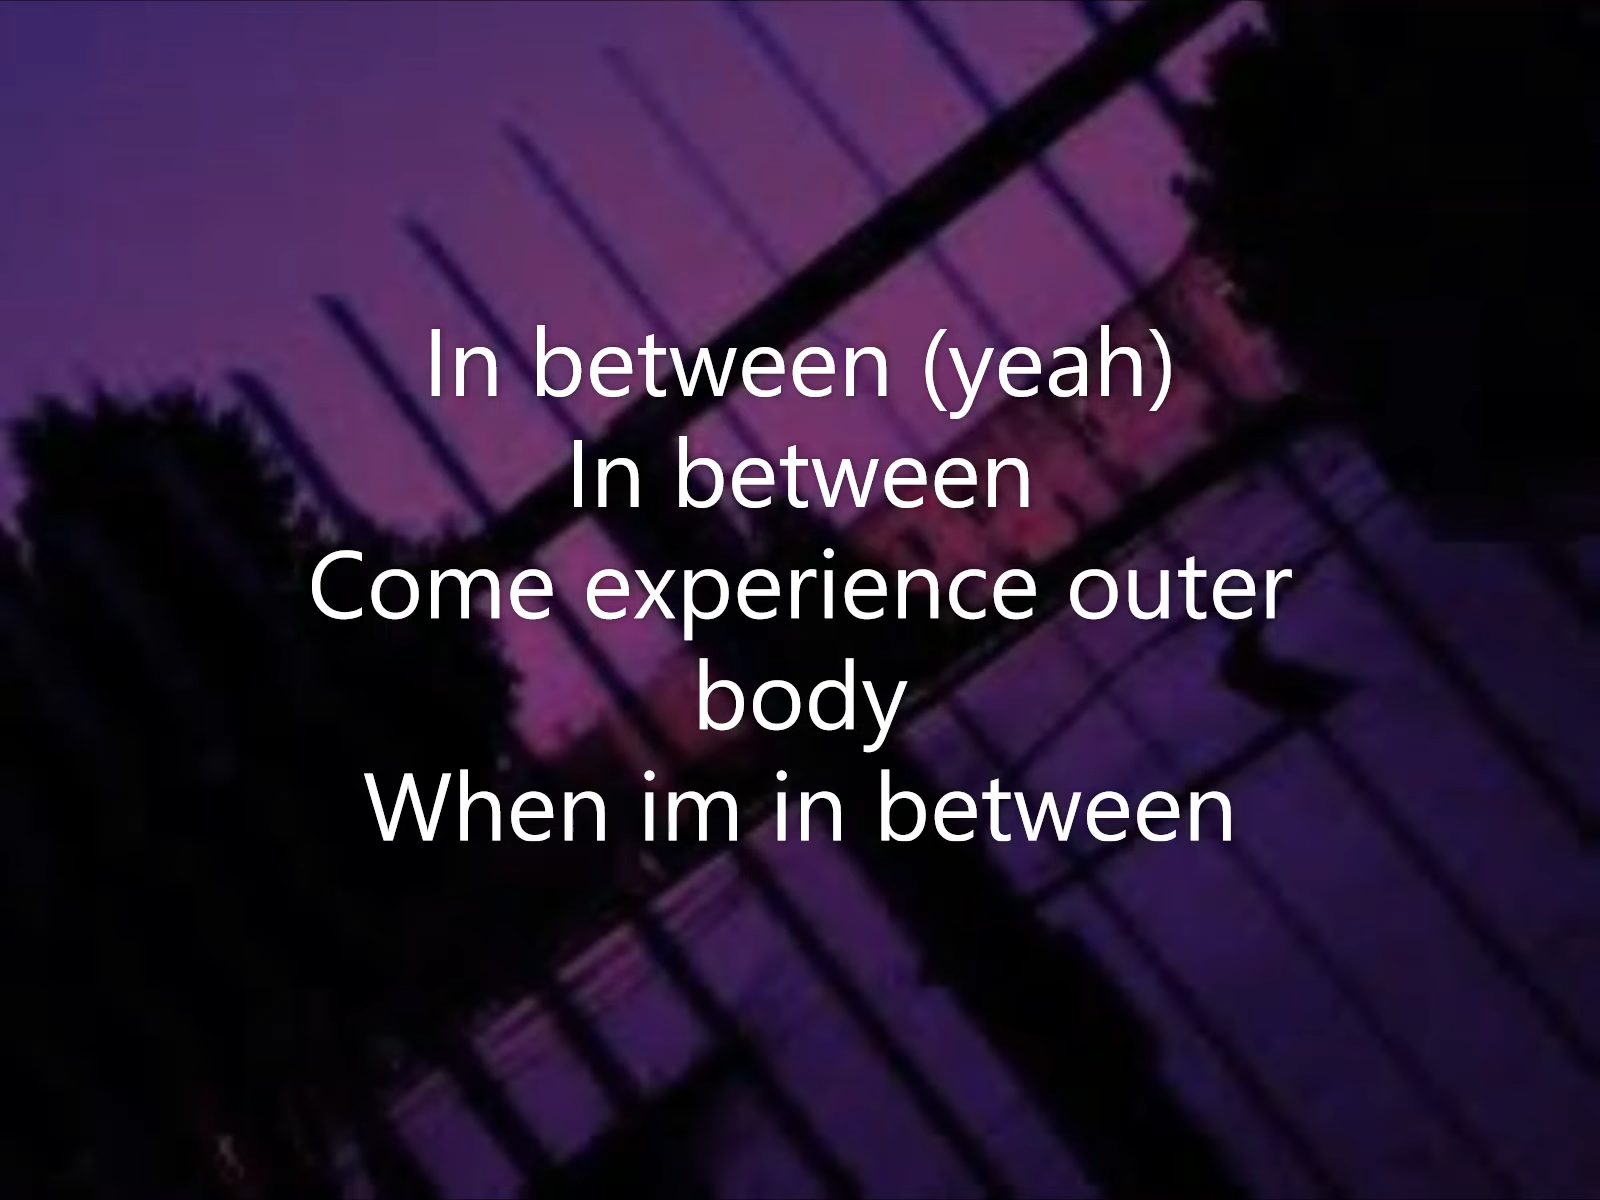 In between (yeah)
In between
Come experience outer
body
When im in between